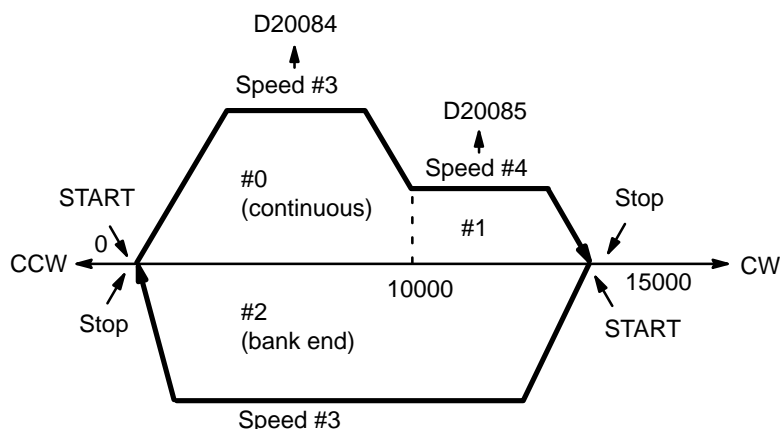 D20084
Speed #3
D20085
Speed #4
#0
(continuous)
START
Stop
#1
0
CCW
CW
10000
15000
Stop
#2
(bank end)
START
Speed #3